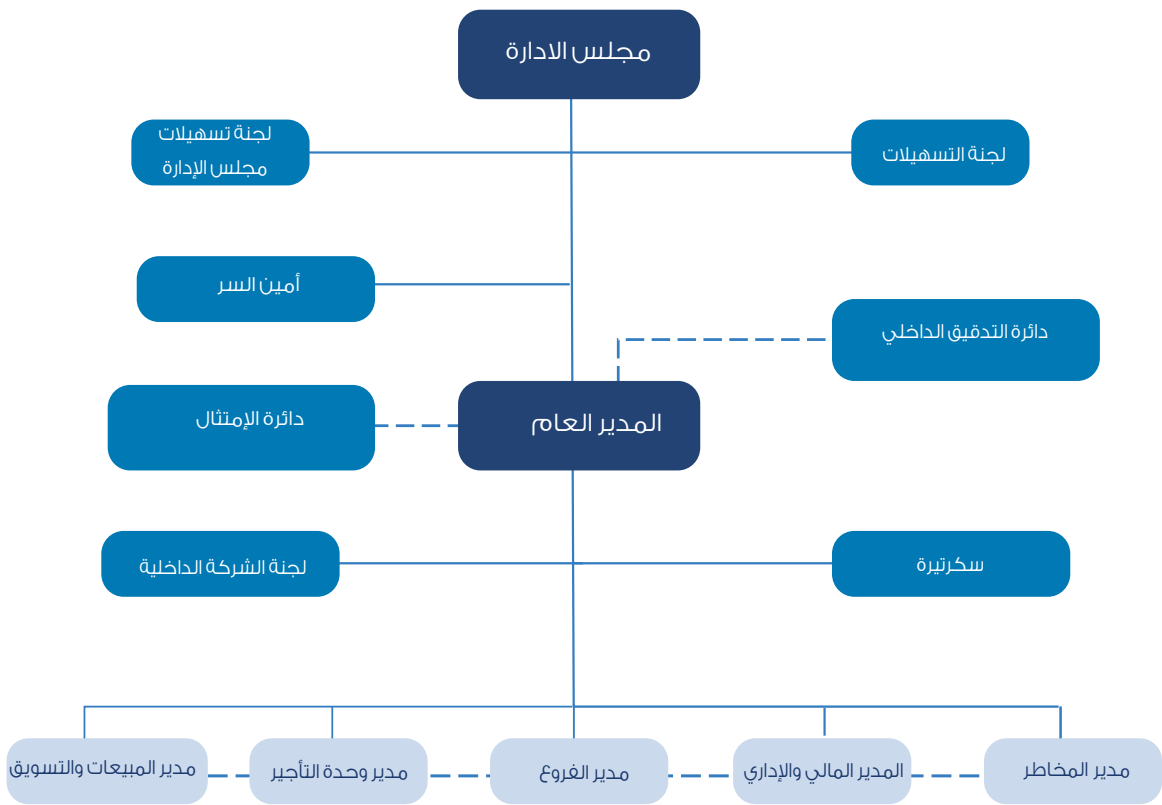 مجلس الادارة
لجنة التسهيلات
لجنة تسهيلات
مجلس الإدارة
أمين السر
دائرة التدقيق الداخلي
المدير العام
دائرة الإمتثال
سكرتيرة
لجنة الشركة الداخلية
مدير المخاطر
المدير المالي والإداري
مدير الفروع
مدير وحدة التأجير
مدير المبيعات والتسويق